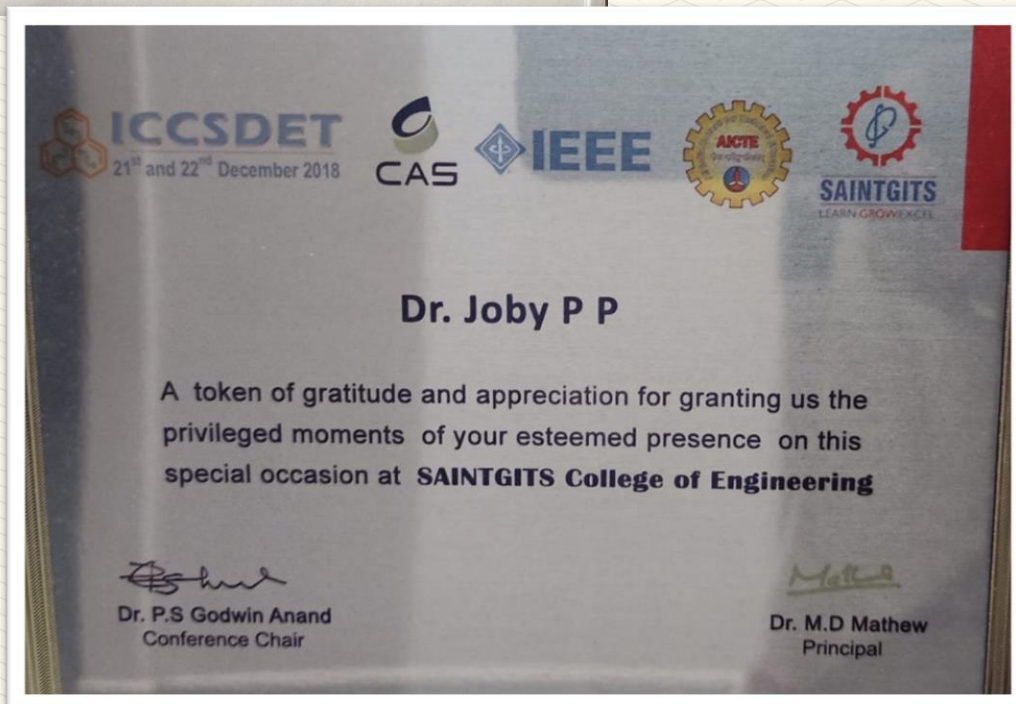 ICCSDET
21st and 22nd December 2018
CAS
IEEE
AICTE
SAINTGITS
LEARN.GROW.EXCEL
Dr. Joby P P
A token of gratitude and appreciation for granting us the
privileged moments of your esteemed presence on this
special occasion at SAINTGITS College of Engineering
Dr. P.S Godwin Anand
Conference Chair
Dr. M.D Mathew
Principal